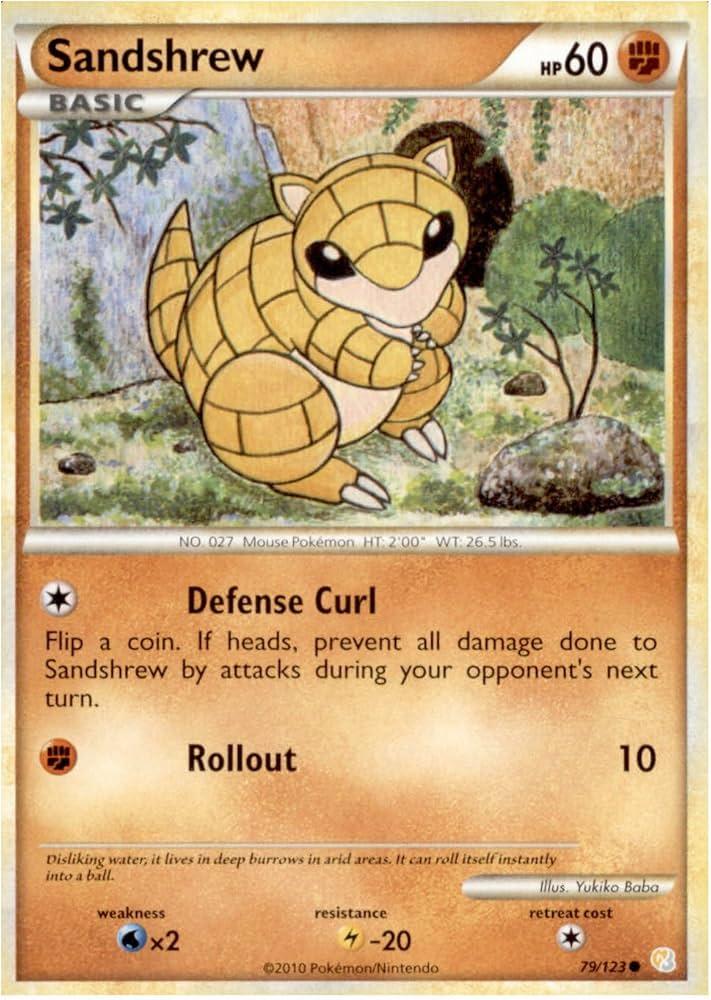 Sandshrew HP60
BASIC
NO. 027 Mouse Pokémon HT: 2'00" WT: 26.5 lbs.
Defense Curl
Flip a coin. If heads, prevent all damage done to
Sandshrew by attacks during your opponent's next
turn.
Rollout 10
Disliking water, it lives in deep burrows in arid areas. It can roll itself instantly
into a ball.
Illus. Yukiko Baba
weakness resistance retreat cost
×2 -20
©2010 Pokémon/Nintendo 79/123